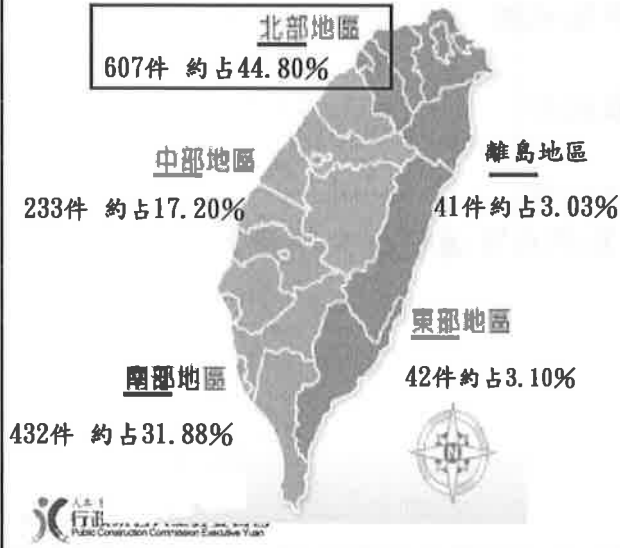 北部地區
607件 約占44.80%
中部地區
233件 約占17.20%
離島地區
41件約占3.03%
東部地區
42件約占3.10%
南部地區
432件 約占31.88%
N
行政
Public Construction Commission Executive Yuan